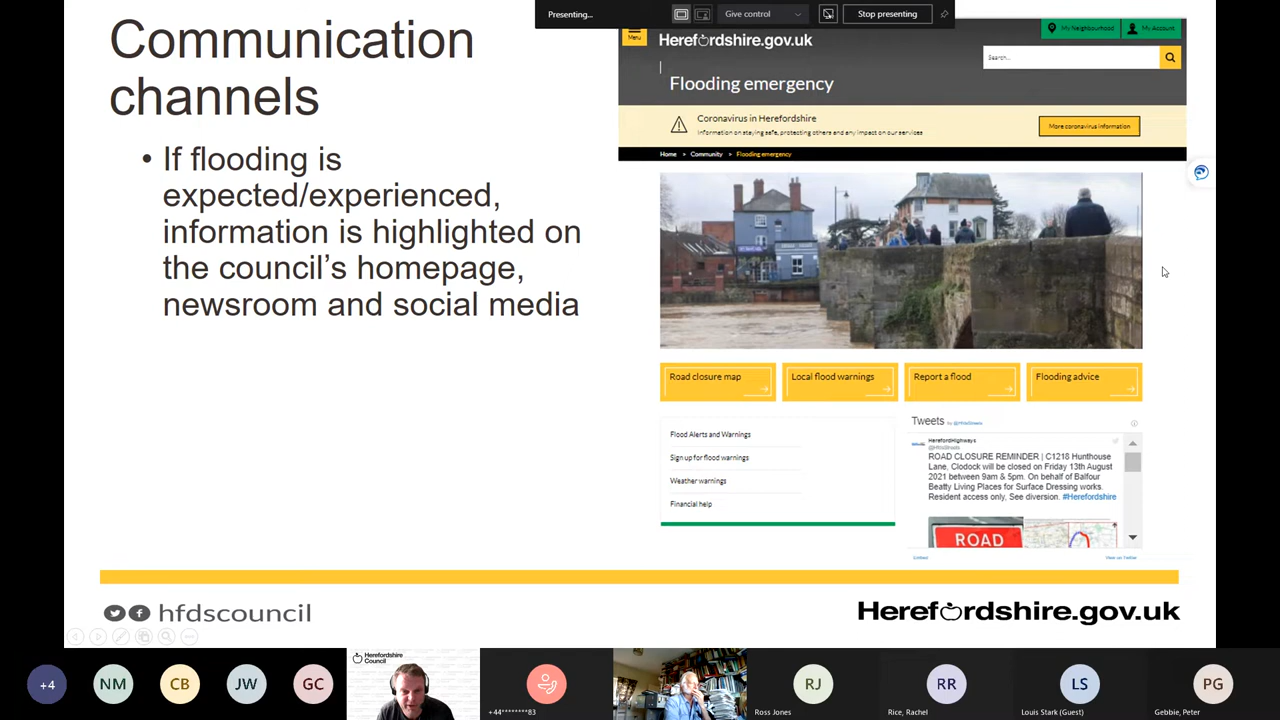 Presenting...
Give control
Stop presenting
Communication
channels
• If flooding is
expected/experienced,
information is highlighted on
the council's homepage,
newsroom and social media
Menu
Herefordshire.gov.uk
My Neighbourhood
My Account
Search...
Flooding emergency
Coronavirus in Herefordshire
Information on staying safe, protecting others and any impact on our services
More coronavirus information
Home > Community > Flooding emergency
Road closure map
Local flood warnings
Report a flood
Flooding advice
Flood Alerts and Warnings
Sign up for flood warnings
Weather warnings
Financial help
Tweets
HerefordHighways
ROAD CLOSURE REMINDER | C1218 Hunthouse
Lane, Clodock will be closed on Friday 13th August
2021 between 9am & 5pm. On behalf of Balfour
Beatty Living Places for Surface Dressing works.
Resident access only, See diversion. #Herefordshire
ROAD
Embed
View on Twitter
hfdscouncil
Herefordshire.gov.uk
+4
NM
CB
JW
GC
Herefordshire
Council
+44********83
RJ
Ross Jones
RR
Rice, Rachel
LS
Louis Stark (Guest)
PG
Gebbie, Peter